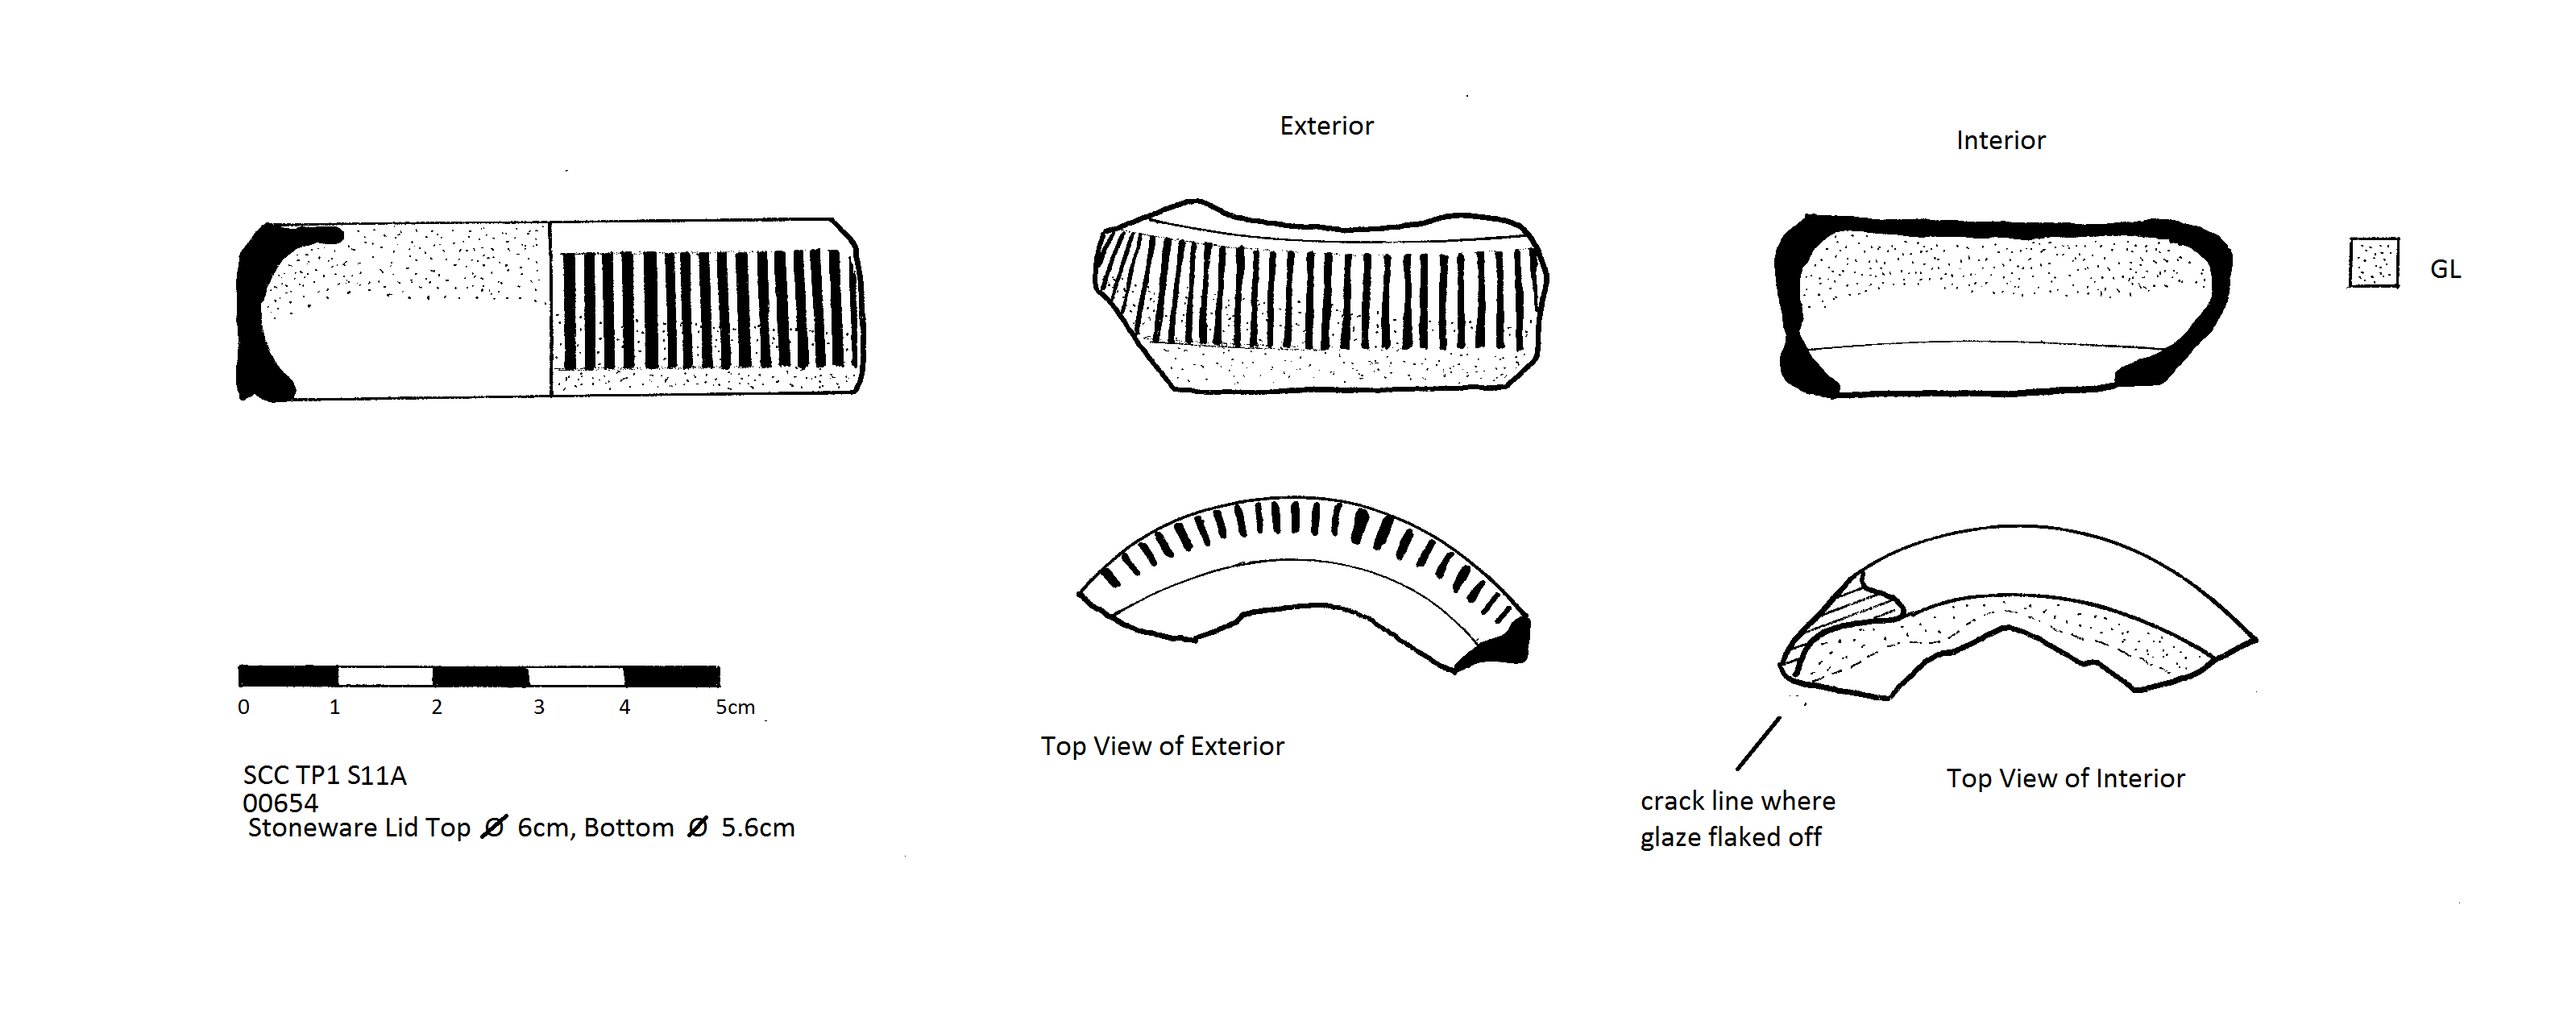 Exterior
Interior
GL
0 1 2 3 4 5cm
SCC TP1 S11A
00654
Stoneware Lid Top Ø 6cm, Bottom Ø 5.6cm
Top View of Exterior
Top View of Interior
crack line where
glaze flaked off